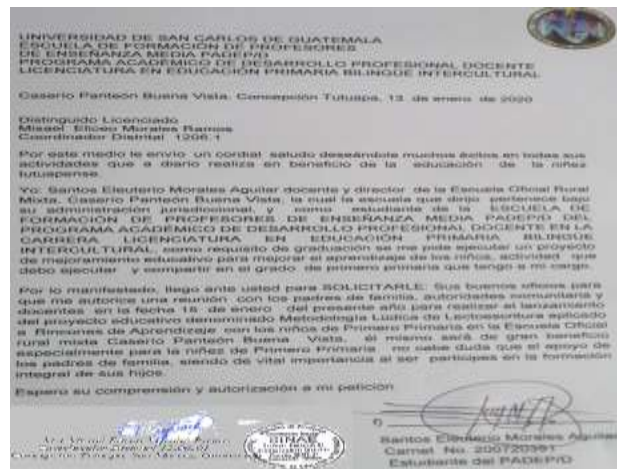 UNIVERSIDAD DE SAN CARLOS DE GUATEMALA
ESCUELA DE FORMACIÓN DE PROFESORES
DE ENSEÑANZA MEDIA PADEP/D
PROGRAMA ACADÉMICO DE DESARROLLO PROFESIONAL DOCENTE
LICENCIATURA EN EDUCACIÓN PRIMARIA BILINGÜE INTERCULTURAL
Caserío Panteón Buena Vista, Concepción Tutuapa, 13 de enero de 2020
Distinguido Licenciado
Misael Eliceo Morales Ramos
Coordinador Distrital 1206.1
Por este medio le envío un cordial saludo deseándole muchos éxitos en todas sus
actividades que a diario realiza en beneficio de la educación de la niñez
tutuapense.
Yo: Santos Eleuterio Morales Aguilar docente y director de la Escuela Oficial Rural
Mixta, Caserío Panteón Buena Vista, la cual la escuela que dirijo pertenece bajo
su administración jurisdiccional, y como estudiante de la ESCUELA DE
FORMACIÓN DE PROFESORES DE ENSEÑANZA MEDIA PADEP/D DEL
PROGRAMA ACADÉMICO DE DESARROLLO PROFESIONAL DOCENTE EN LA
CARRERA LICENCIATURA EN EDUCACIÓN PRIMARIA BILINGÜE
INTERCULTURAL, como requisito de graduación se me pide ejecutar un proyecto
de mejoramiento educativo para mejorar el aprendizaje de los niños, actividad que
debo ejecutar y compartir en el grado de primero primaria que tengo a mi cargo.
Por lo manifestado, llego ante usted para SOLICITARLE: Sus buenos oficios para
que me autorice una reunión con los padres de familia, autoridades comunitaria y
docentes en la fecha 16 de enero del presente año para realizar el lanzamiento
del proyecto educativo denominado Metodología Lúdica de Lectoescritura aplicado
a Rincones de Aprendizaje con los niños de Primero Primaria en la Escuela Oficial
rural mixta Caserío Panteón Buena Vista, él mismo será de gran beneficio
especialmente para la niñez de Primero Primaria no cabe duda que el apoyo de
los padres de familia, siendo de vital importancia al ser partícipes en la formación
integral de sus hijos.
Espero su comprensión y autorización a mi petición
f)
Santos Eleuterio Morales Aguilar
Carnet No. 200720391
Estudiante del PADEP/D